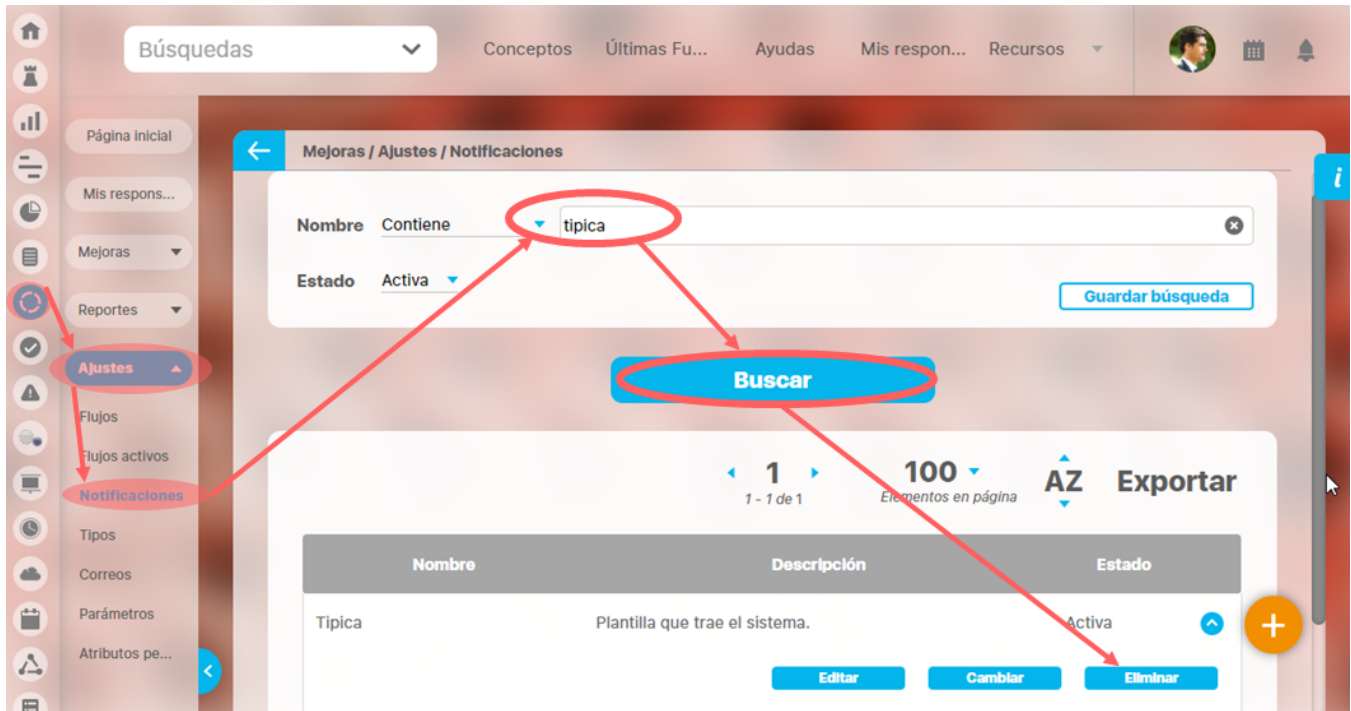 Búsquedas
Conceptos
Últimas Fu...
Ayudas
Mis respon...
Recursos
Página inicial
Mis respons...
Mejoras
Reportes
Ajustes
Flujos
Flujos activos
Notificaciones
Tipos
Correos
Parámetros
Atributos pe...
Mejoras / Ajustes / Notificaciones
i
Nombre Contiene tipica
Estado Activa
Guardar búsqueda
Buscar
1
1 - 1 de 1
100
Elementos en página
AZ
Exportar
Nombre Descripción Estado
Tipica Plantilla que trae el sistema. Activa
Editar Cambiar Eliminar